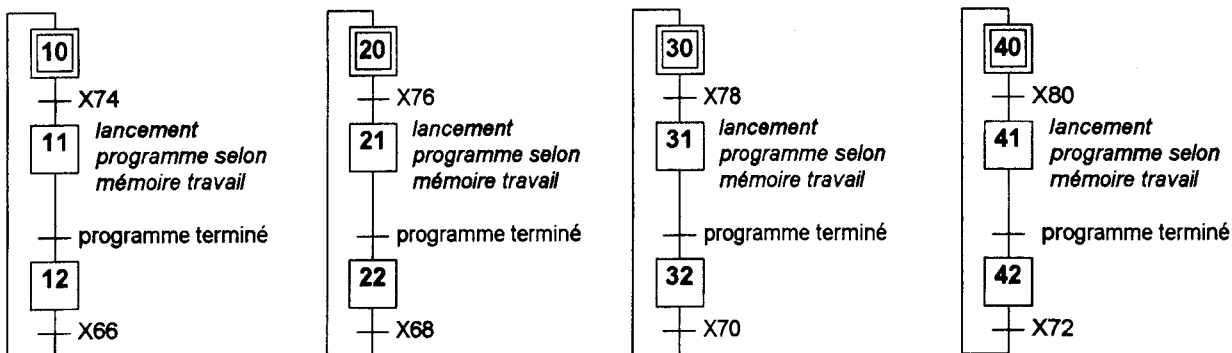 10
X74
11
lancement
programme selon
mémoire travail
programme terminé
12
X66
20
X76
21
lancement
programme selon
mémoire travail
programme terminé
22
X68
30
X78
31
lancement
programme selon
mémoire travail
programme terminé
32
X70
40
X80
41
lancement
programme selon
mémoire travail
programme terminé
42
X72